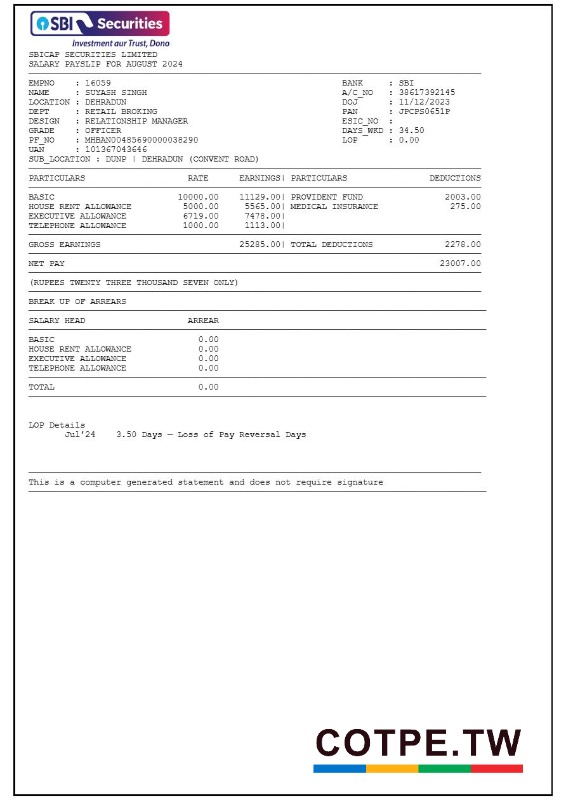 SBI Securities
Investment aur Trust, Dono
SBICAP SECURITIES LIMITED
SALARY PAYSLIP FOR AUGUST 2024
EMPNO : 16059 BANK : SBI
NAME : SUYASH SINGH A/C_NO : 38617392145
LOCATION : DEHRADUN DOJ : 11/12/2023
DEPT : RETAIL BROKING PAN : JPCPS0651P
DESIGN : RELATIONSHIP MANAGER ESIC_NO :
GRADE : OFFICER DAYS_WKD : 34.50
PF_NO : MHBAN00485690000038290 LOP : 0.00
UAN : 101367043646
SUB_LOCATION : DUNP | DEHRADUN (CONVENT ROAD)
PARTICULARS RATE EARNINGS| PARTICULARS DEDUCTIONS
BASIC 10000.00 11129.00| PROVIDENT FUND 2003.00
HOUSE RENT ALLOWANCE 5000.00 5565.00| MEDICAL INSURANCE 275.00
EXECUTIVE ALLOWANCE 6719.00 7478.00|
TELEPHONE ALLOWANCE 1000.00 1113.00|
GROSS EARNINGS 25285.00| TOTAL DEDUCTIONS 2278.00
NET PAY 23007.00
(RUPEES TWENTY THREE THOUSAND SEVEN ONLY)
BREAK UP OF ARREARS
SALARY HEAD ARREAR
BASIC 0.00
HOUSE RENT ALLOWANCE 0.00
EXECUTIVE ALLOWANCE 0.00
TELEPHONE ALLOWANCE 0.00
TOTAL 0.00
LOP Details
Jul'24 3.50 Days – Loss of Pay Reversal Days
This is a computer generated statement and does not require signature
COTPE.TW